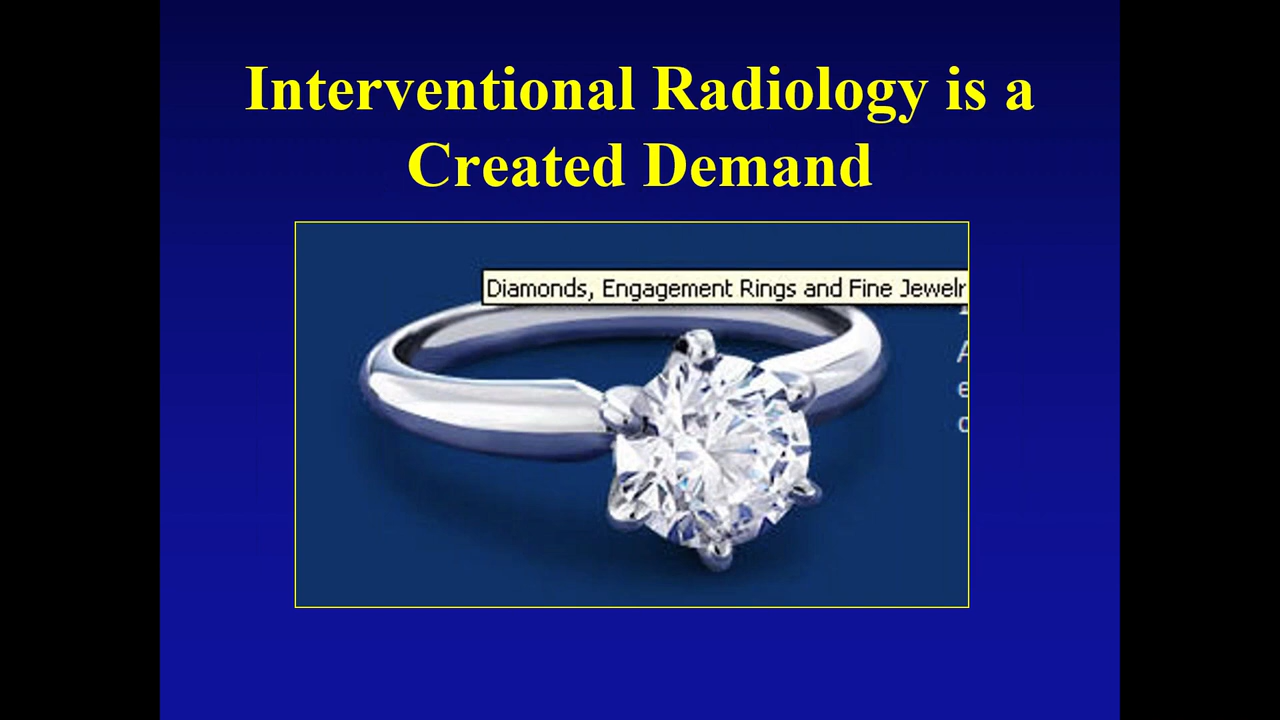 Interventional Radiology is a
Created Demand
Diamonds, Engagement Rings and Fine Jewelr
A
e